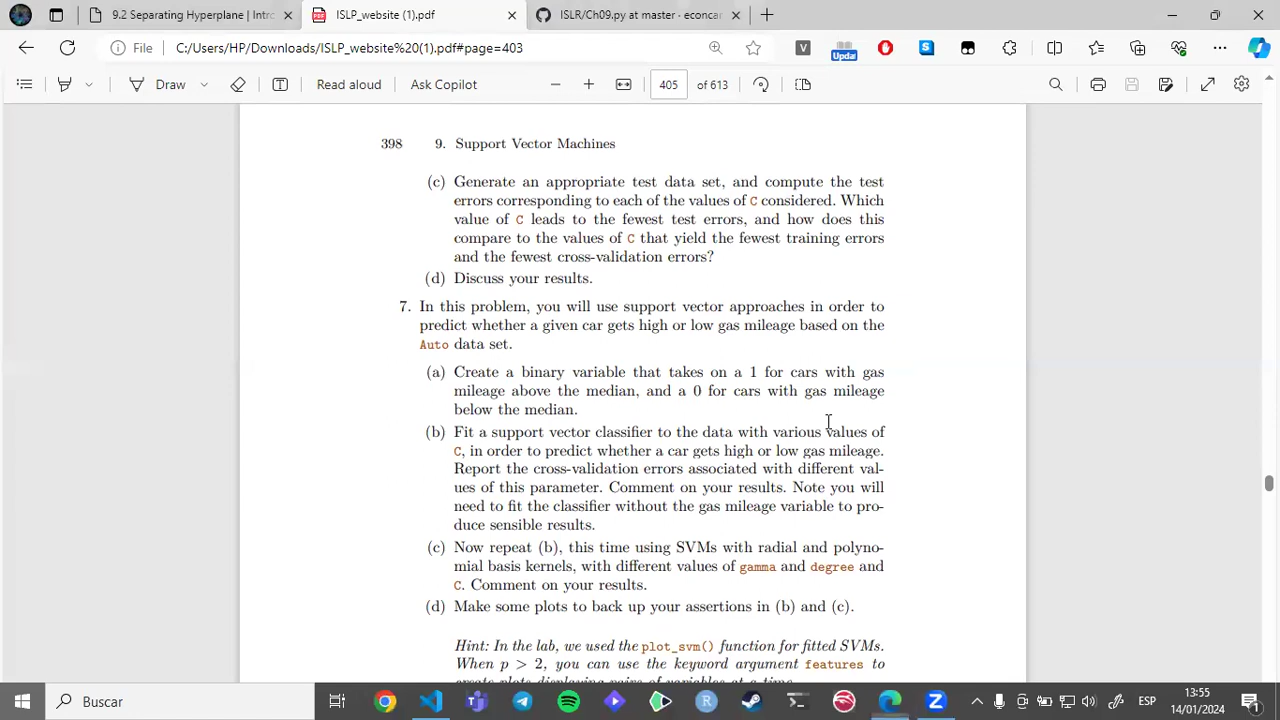 9.2 Separating Hyperplane | Intro
ISLP_website (1).pdf
ISLR/Ch09.py at master · econcar
File
C:/Users/HP/Downloads/ISLP_website%20(1).pdf#page=403
V
Updat
Draw
Read aloud
Ask Copilot
405 of 613
398 9. Support Vector Machines
(c) Generate an appropriate test data set, and compute the test
errors corresponding to each of the values of C considered. Which
value of C leads to the fewest test errors, and how does this
compare to the values of C that yield the fewest training errors
and the fewest cross-validation errors?
(d) Discuss your results.
7. In this problem, you will use support vector approaches in order to
predict whether a given car gets high or low gas mileage based on the
Auto data set.
(a) Create a binary variable that takes on a 1 for cars with gas
mileage above the median, and a 0 for cars with gas mileage
below the median.
(b) Fit a support vector classifier to the data with various values of
C, in order to predict whether a car gets high or low gas mileage.
Report the cross-validation errors associated with different val-
ues of this parameter. Comment on your results. Note you will
need to fit the classifier without the gas mileage variable to pro-
duce sensible results.
(c) Now repeat (b), this time using SVMs with radial and polyno-
mial basis kernels, with different values of gamma and degree and
C. Comment on your results.
(d) Make some plots to back up your assertions in (b) and (c).
Hint: In the lab, we used the plot_svm() function for fitted SVMs.
When p > 2, you can use the keyword argument features to
create plots displaying pairs of variables at a time.
Buscar
ESP
13:55
14/01/2024